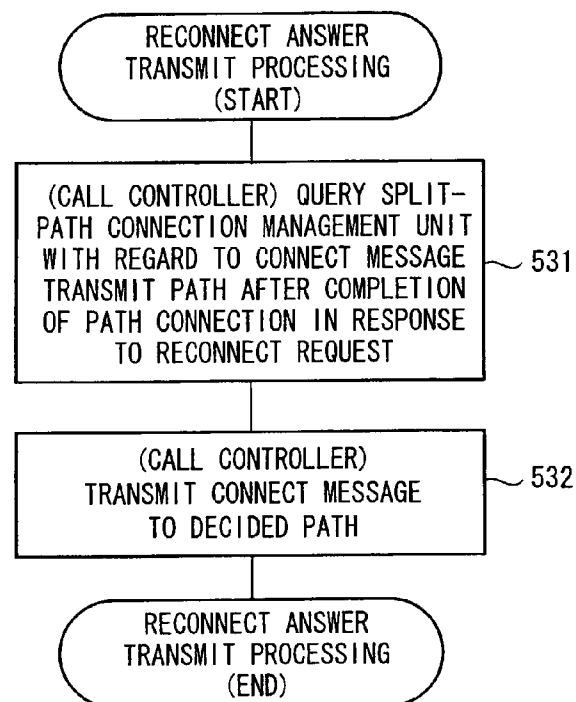 RECONNECT ANSWER
TRANSMIT PROCESSING
(START)
(CALL CONTROLLER) QUERY SPLIT-
PATH CONNECTION MANAGEMENT UNIT
WITH REGARD TO CONNECT MESSAGE
TRANSMIT PATH AFTER COMPLETION
OF PATH CONNECTION IN RESPONSE
TO RECONNECT REQUEST
531
(CALL CONTROLLER)
TRANSMIT CONNECT MESSAGE
TO DECIDED PATH
532
RECONNECT ANSWER
TRANSMIT PROCESSING
(END)